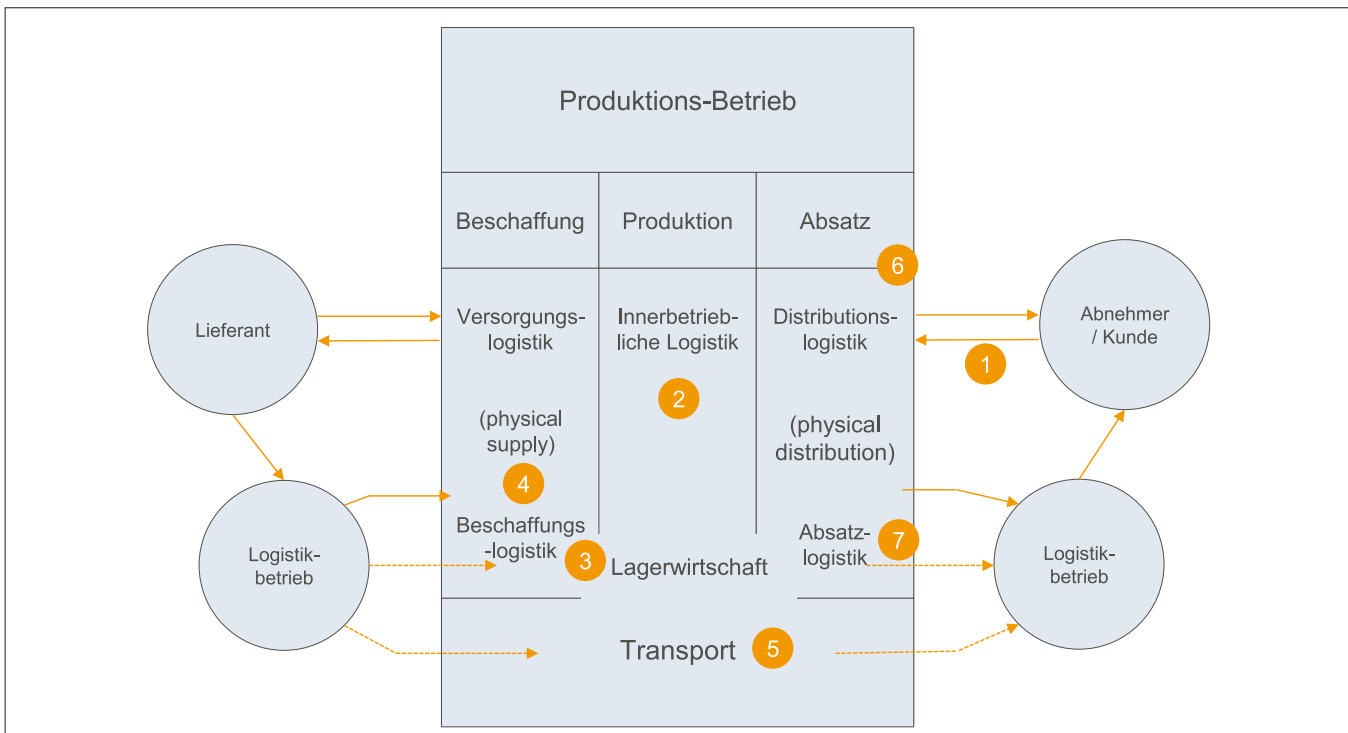 Produktions-Betrieb
Beschaffung
Produktion
Absatz
6
Lieferant
Versorgungs-
logistik
Innerbetrieb-
liche Logistik
Distributions-
logistik
Abnehmer
/ Kunde
1
2
(physical
supply)
(physical
distribution)
4
Beschaffungs
-logistik
3
Lagerwirtschaft
Absatz-
logistik
7
Logistik-
betrieb
Logistik-
betrieb
Transport
5